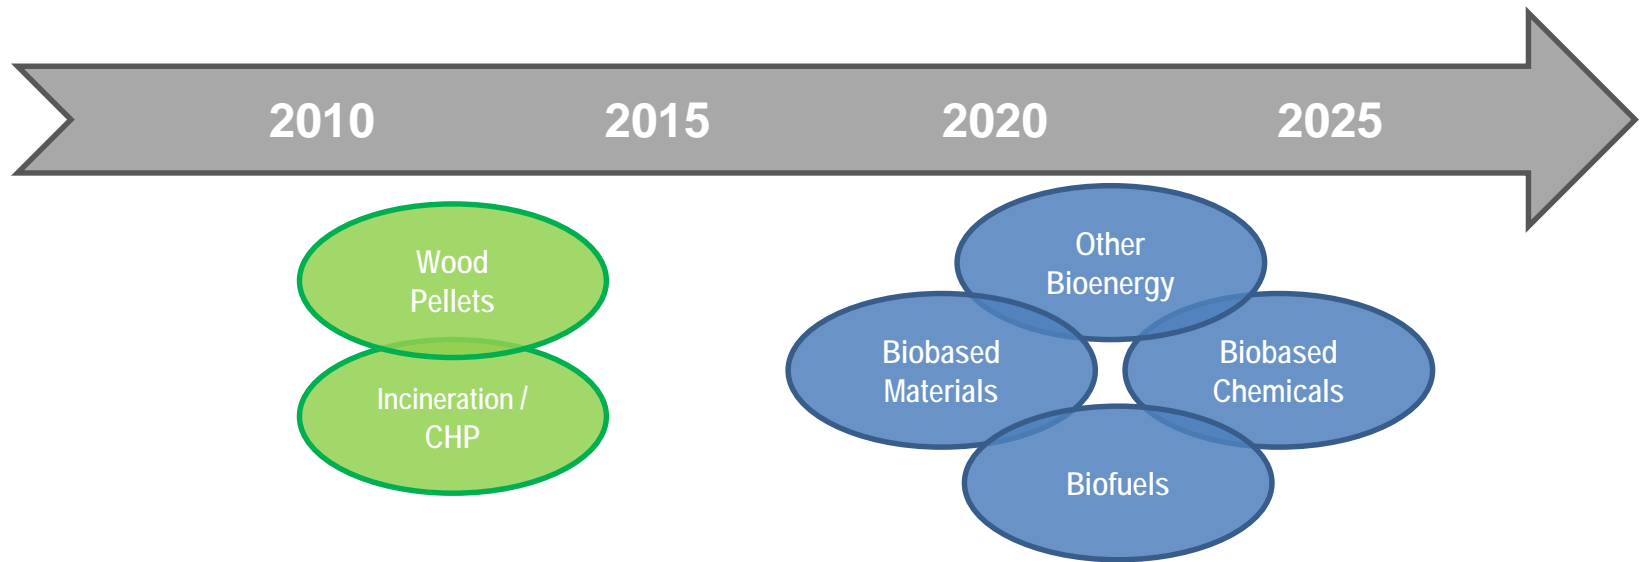 2010 2015 2020 2025
Wood
Pellets
Incineration /
CHP
Other
Bioenergy
Biobased
Materials
Biobased
Chemicals
Biofuels